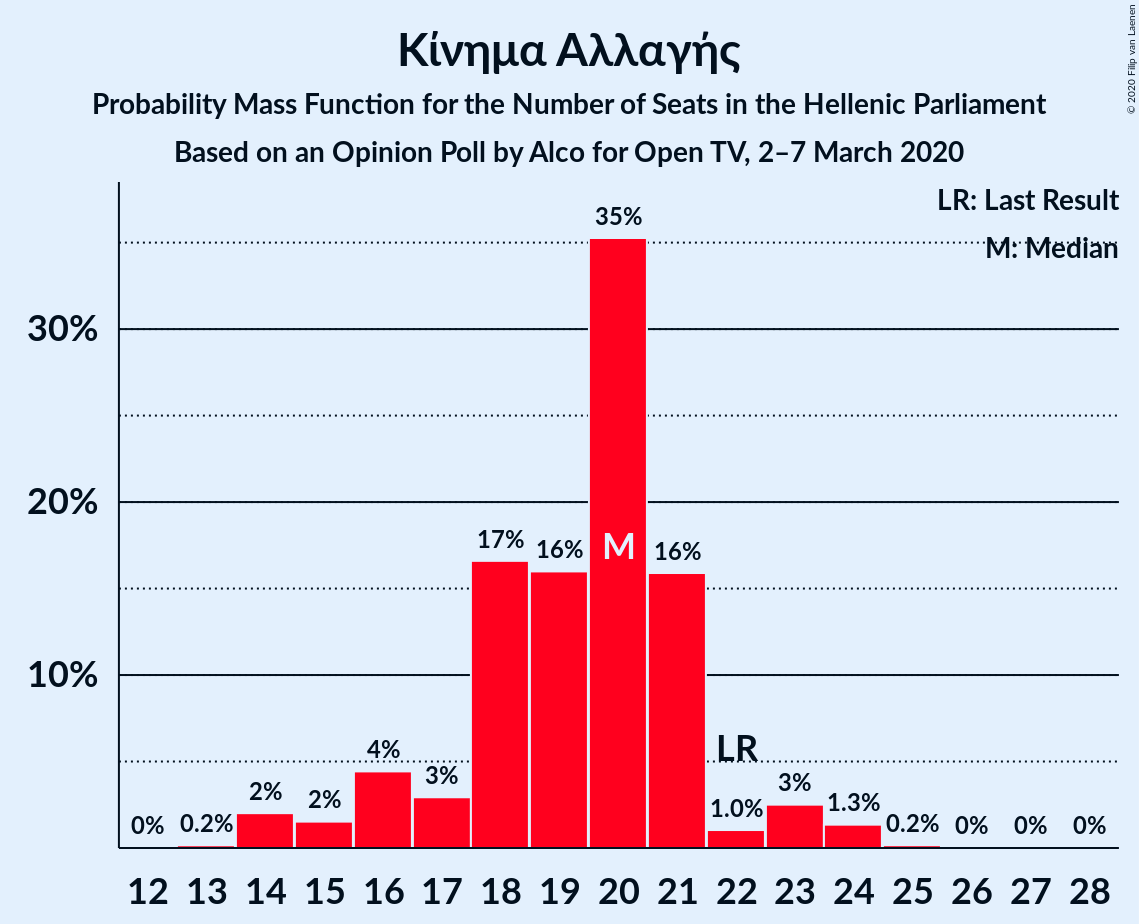 Κίνημα Αλλαγής
Probability Mass Function for the Number of Seats in the Hellenic Parliament
Based on an Opinion Poll by Alco for Open TV, 2–7 March 2020
© 2020 Filip van Laenen
LR: Last Result
M: Median
35%
30%
20%
17%
16%
M
16%
10%
LR
4%
3%
3%
2%
2%
1.0%
1.3%
0%
0.2%
0.2%
0%
0%
0%
12 13 14 15 16 17 18 19 20 21 22 23 24 25 26 27 28